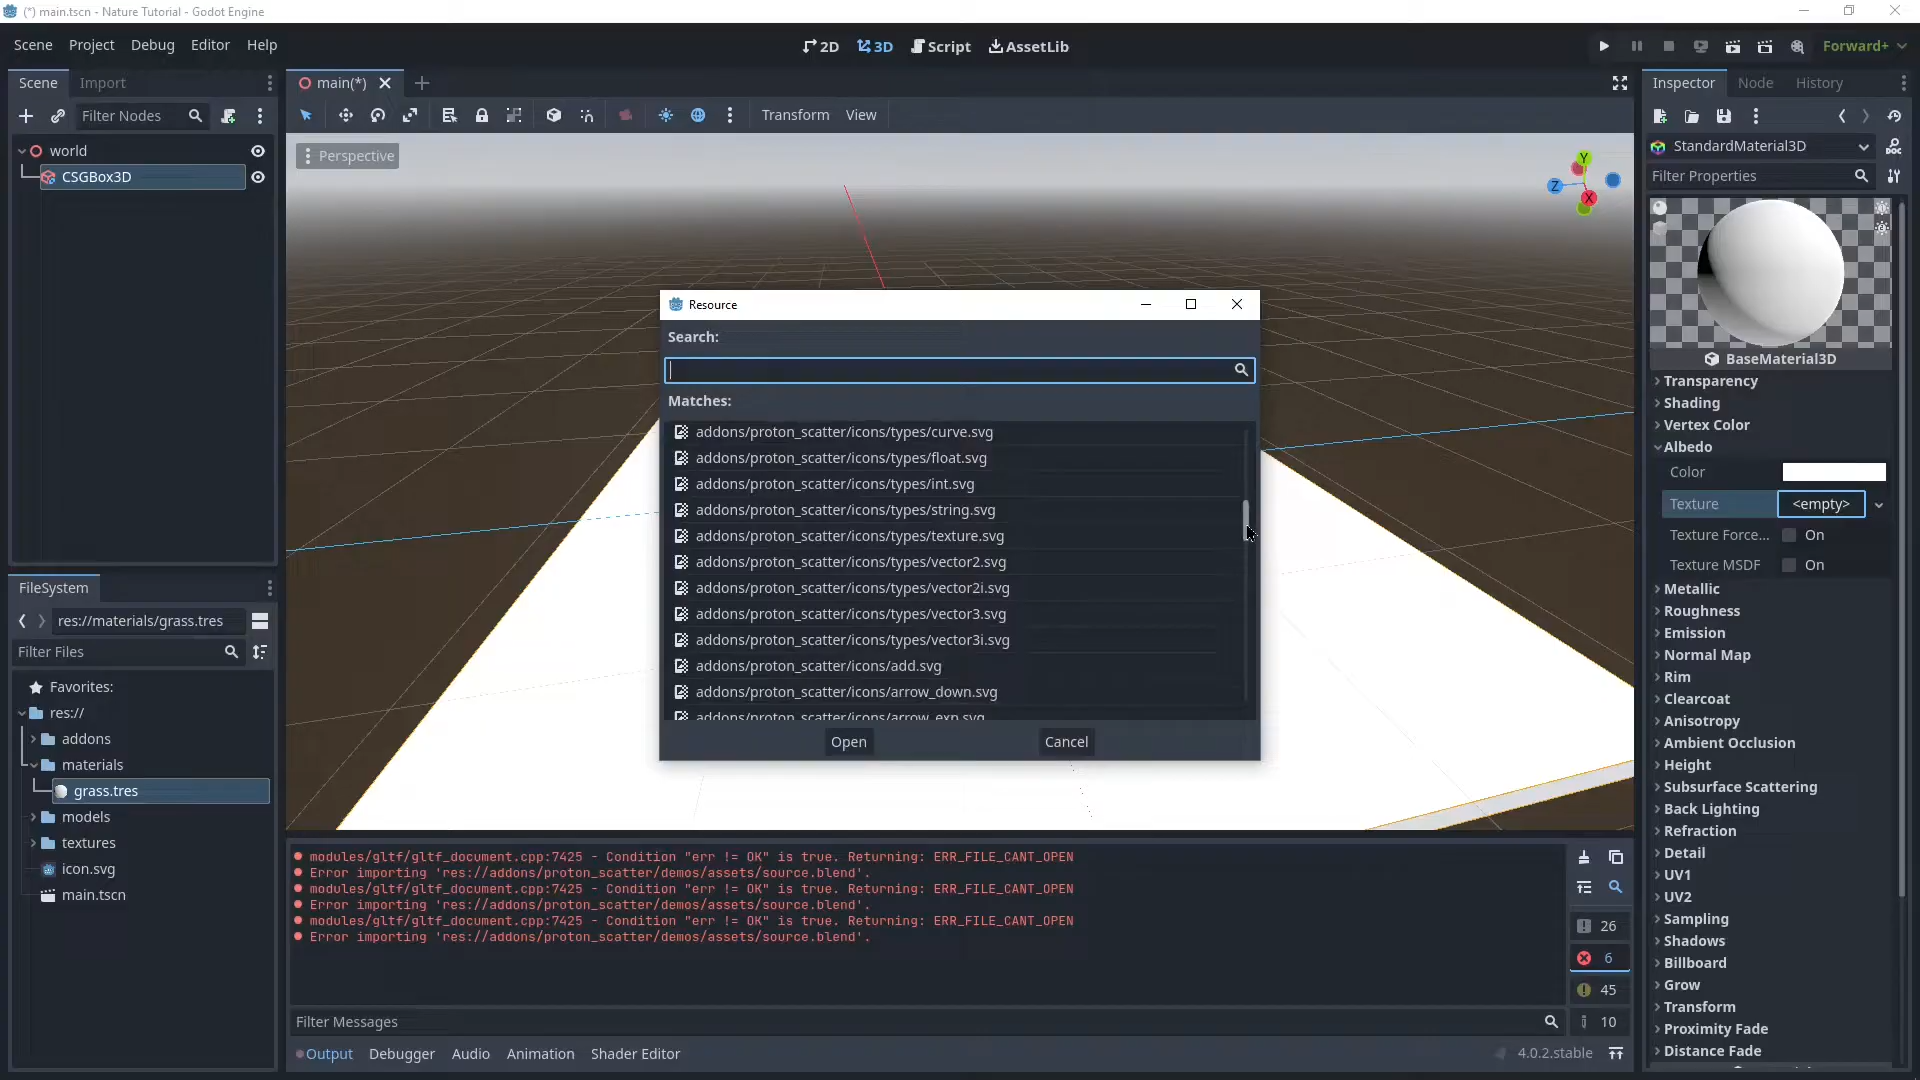 (*) main.tscn - Nature Tutorial - Godot Engine
Scene Project Debug Editor Help
2D 3D Script AssetLib
Forward+
Scene Import
Filter Nodes
world
CSGBox3D
main(*)
Transform View
Perspective
Y
Z
X
Resource
Search:
Matches:
addons/proton_scatter/icons/types/curve.svg
addons/proton_scatter/icons/types/float.svg
addons/proton_scatter/icons/types/int.svg
addons/proton_scatter/icons/types/string.svg
addons/proton_scatter/icons/types/texture.svg
addons/proton_scatter/icons/types/vector2.svg
addons/proton_scatter/icons/types/vector2i.svg
addons/proton_scatter/icons/types/vector3.svg
addons/proton_scatter/icons/types/vector3i.svg
addons/proton_scatter/icons/add.svg
addons/proton_scatter/icons/arrow_down.svg
addons/proton_scatter/icons/arrow_exp.svg
Open Cancel
FileSystem
res://materials/grass.tres
Filter Files
Favorites:
res://
addons
materials
grass.tres
models
textures
icon.svg
main.tscn
modules/gltf/gltf_document.cpp:7425 - Condition "err != OK" is true. Returning: ERR_FILE_CANT_OPEN
Error importing 'res://addons/proton_scatter/demos/assets/source.blend'.
modules/gltf/gltf_document.cpp:7425 - Condition "err != OK" is true. Returning: ERR_FILE_CANT_OPEN
Error importing 'res://addons/proton_scatter/demos/assets/source.blend'.
modules/gltf/gltf_document.cpp:7425 - Condition "err != OK" is true. Returning: ERR_FILE_CANT_OPEN
Error importing 'res://addons/proton_scatter/demos/assets/source.blend'.
26
6
45
10
Filter Messages
Output Debugger Audio Animation Shader Editor
4.0.2.stable
Inspector Node History
StandardMaterial3D
Filter Properties
BaseMaterial3D
Transparency
Shading
Vertex Color
Albedo
Color
Texture <empty>
Texture Force... On
Texture MSDF On
Metallic
Roughness
Emission
Normal Map
Rim
Clearcoat
Anisotropy
Ambient Occlusion
Height
Subsurface Scattering
Back Lighting
Refraction
Detail
UV1
UV2
Sampling
Shadows
Billboard
Grow
Transform
Proximity Fade
Distance Fade